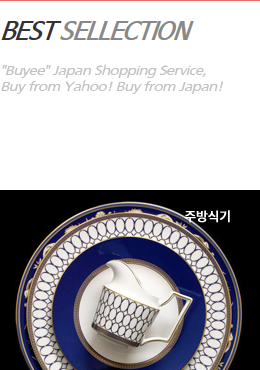 BEST SELLECTION
"Buyee" Japan Shopping Service,
Buy from Yahoo! Buy from Japan!
주방식기